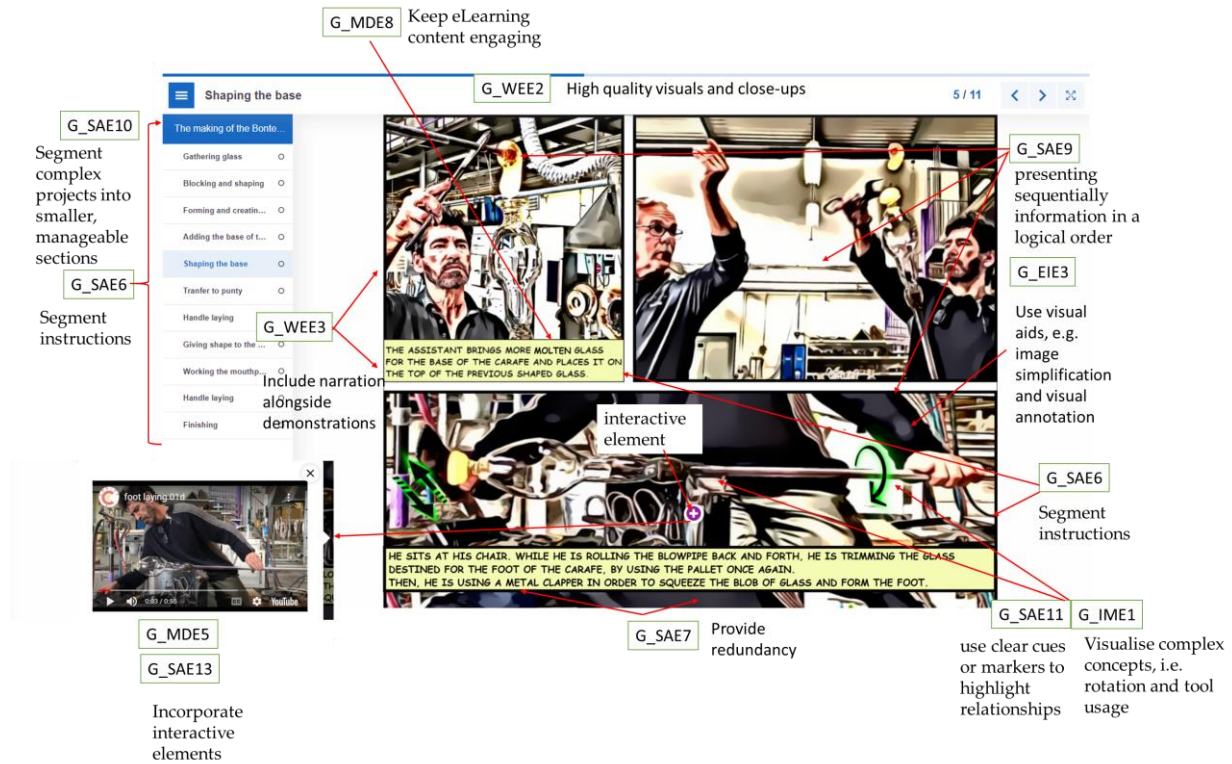 G_MDE8
Keep eLearning
content engaging
Shaping the base
G_WEE2
High quality visuals and close-ups
5 / 11
G_SAE10
Segment
complex
projects into
smaller,
manageable
sections
G_SAE6
Segment
instructions
The making of the Bonte...
Gathering glass
Blocking and shaping
Forming and creatin...
Adding the base of t...
Shaping the base
Tranfer to punty
Handle laying
Giving shape to the ...
Working the mouthp...
Handle laying
Finishing
G_WEE3
Include narration
alongside
demonstrations
THE ASSISTANT BRINGS MORE MOLTEN GLASS
FOR THE BASE OF THE CARAFE AND PLACES IT ON
THE TOP OF THE PREVIOUS SHAPED GLASS.
G_SAE9
presenting
sequentially
information in a
logical order
G_EIE3
Use visual
aids, e.g.
image
simplification
and visual
annotation
interactive
element
G_SAE6
Segment
instructions
foot laying 01d
0:03 / 0:55
YouTube
HE SITS AT HIS CHAIR. WHILE HE IS ROLLING THE BLOWPIPE BACK AND FORTH, HE IS TRIMMING THE GLASS
DESTINED FOR THE FOOT OF THE CARAFE, BY USING THE PALLET ONCE AGAIN.
THEN, HE IS USING A METAL CLAPPER IN ORDER TO SQUEEZE THE BLOB OF GLASS AND FORM THE FOOT.
G_MDE5
G_SAE13
Incorporate
interactive
elements
G_SAE7
Provide
redundancy
G_SAE11
use clear cues
or markers to
highlight
relationships
G_IME1
Visualise complex
concepts, i.e.
rotation and tool
usage